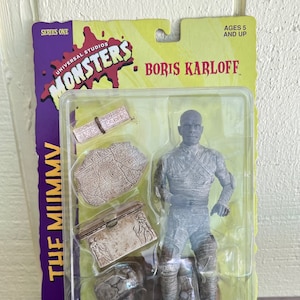 SERIES ONE
UNIVERSAL STUDIOS
MONSTERS
BORIS KARLOFF
AGES 5
AND UP
THE MUMMY